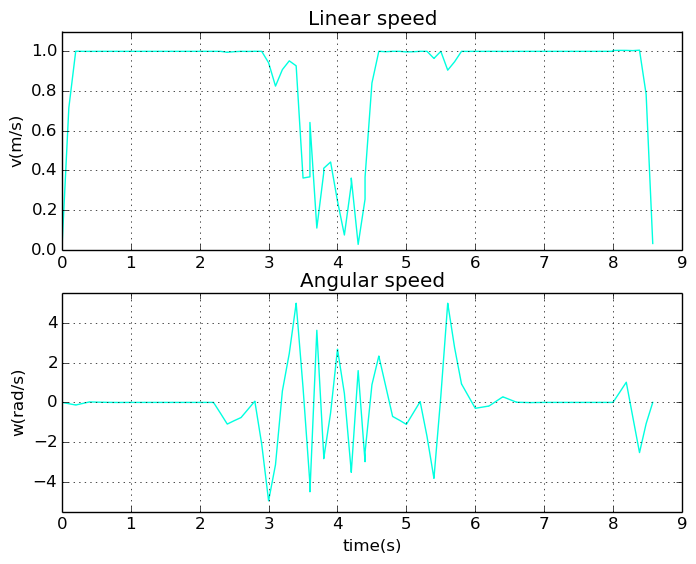 Linear speed
1.0
0.8
0.6
0.4
0.2
0.0
v(m/s)
0 1 2 3 4 5 6 7 8 9
Angular speed
4
2
0
−2
−4
w(rad/s)
0 1 2 3 4 5 6 7 8 9
time(s)